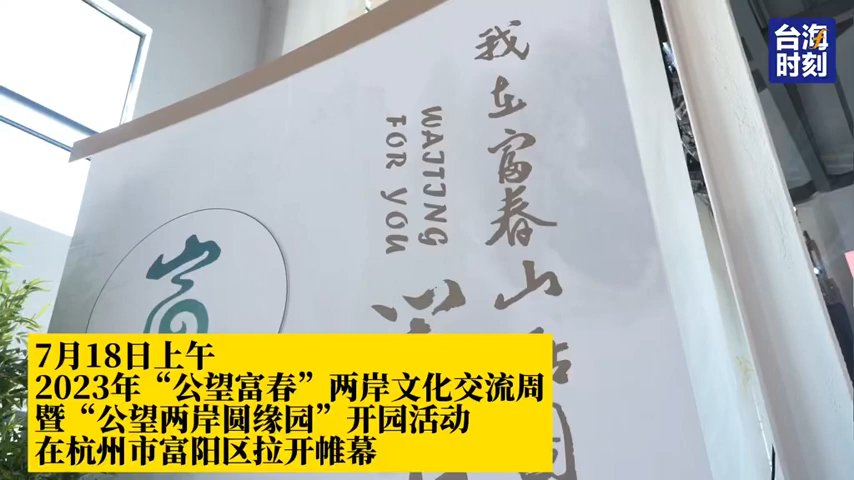 台海
时刻
我在富春山居图
WAITING
FOR YOU
7月18日上午
2023年“公望富春”两岸文化交流周
暨“公望两岸圆缘园”开园活动
在杭州市富阳区拉开帷幕